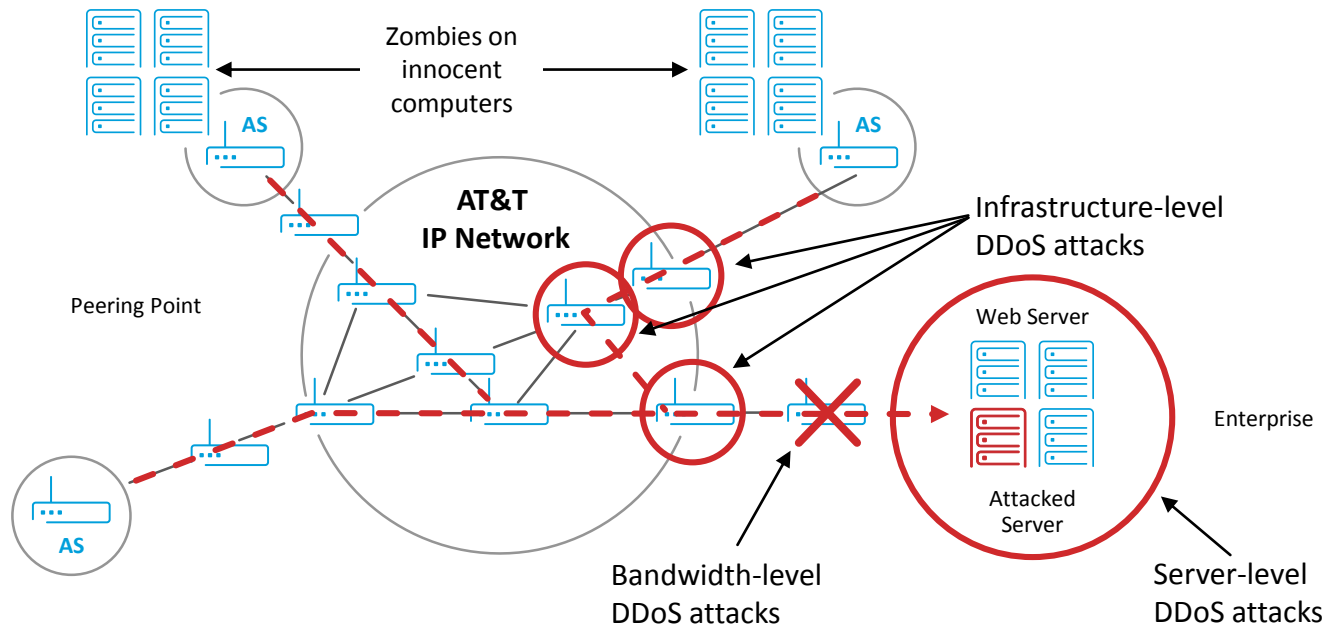 Zombies on
innocent
computers
AS
AS
AT&T
IP Network
Infrastructure-level
DDoS attacks
Peering Point
Web Server
Enterprise
Attacked
Server
AS
Bandwidth-level
DDoS attacks
Server-level
DDoS attacks